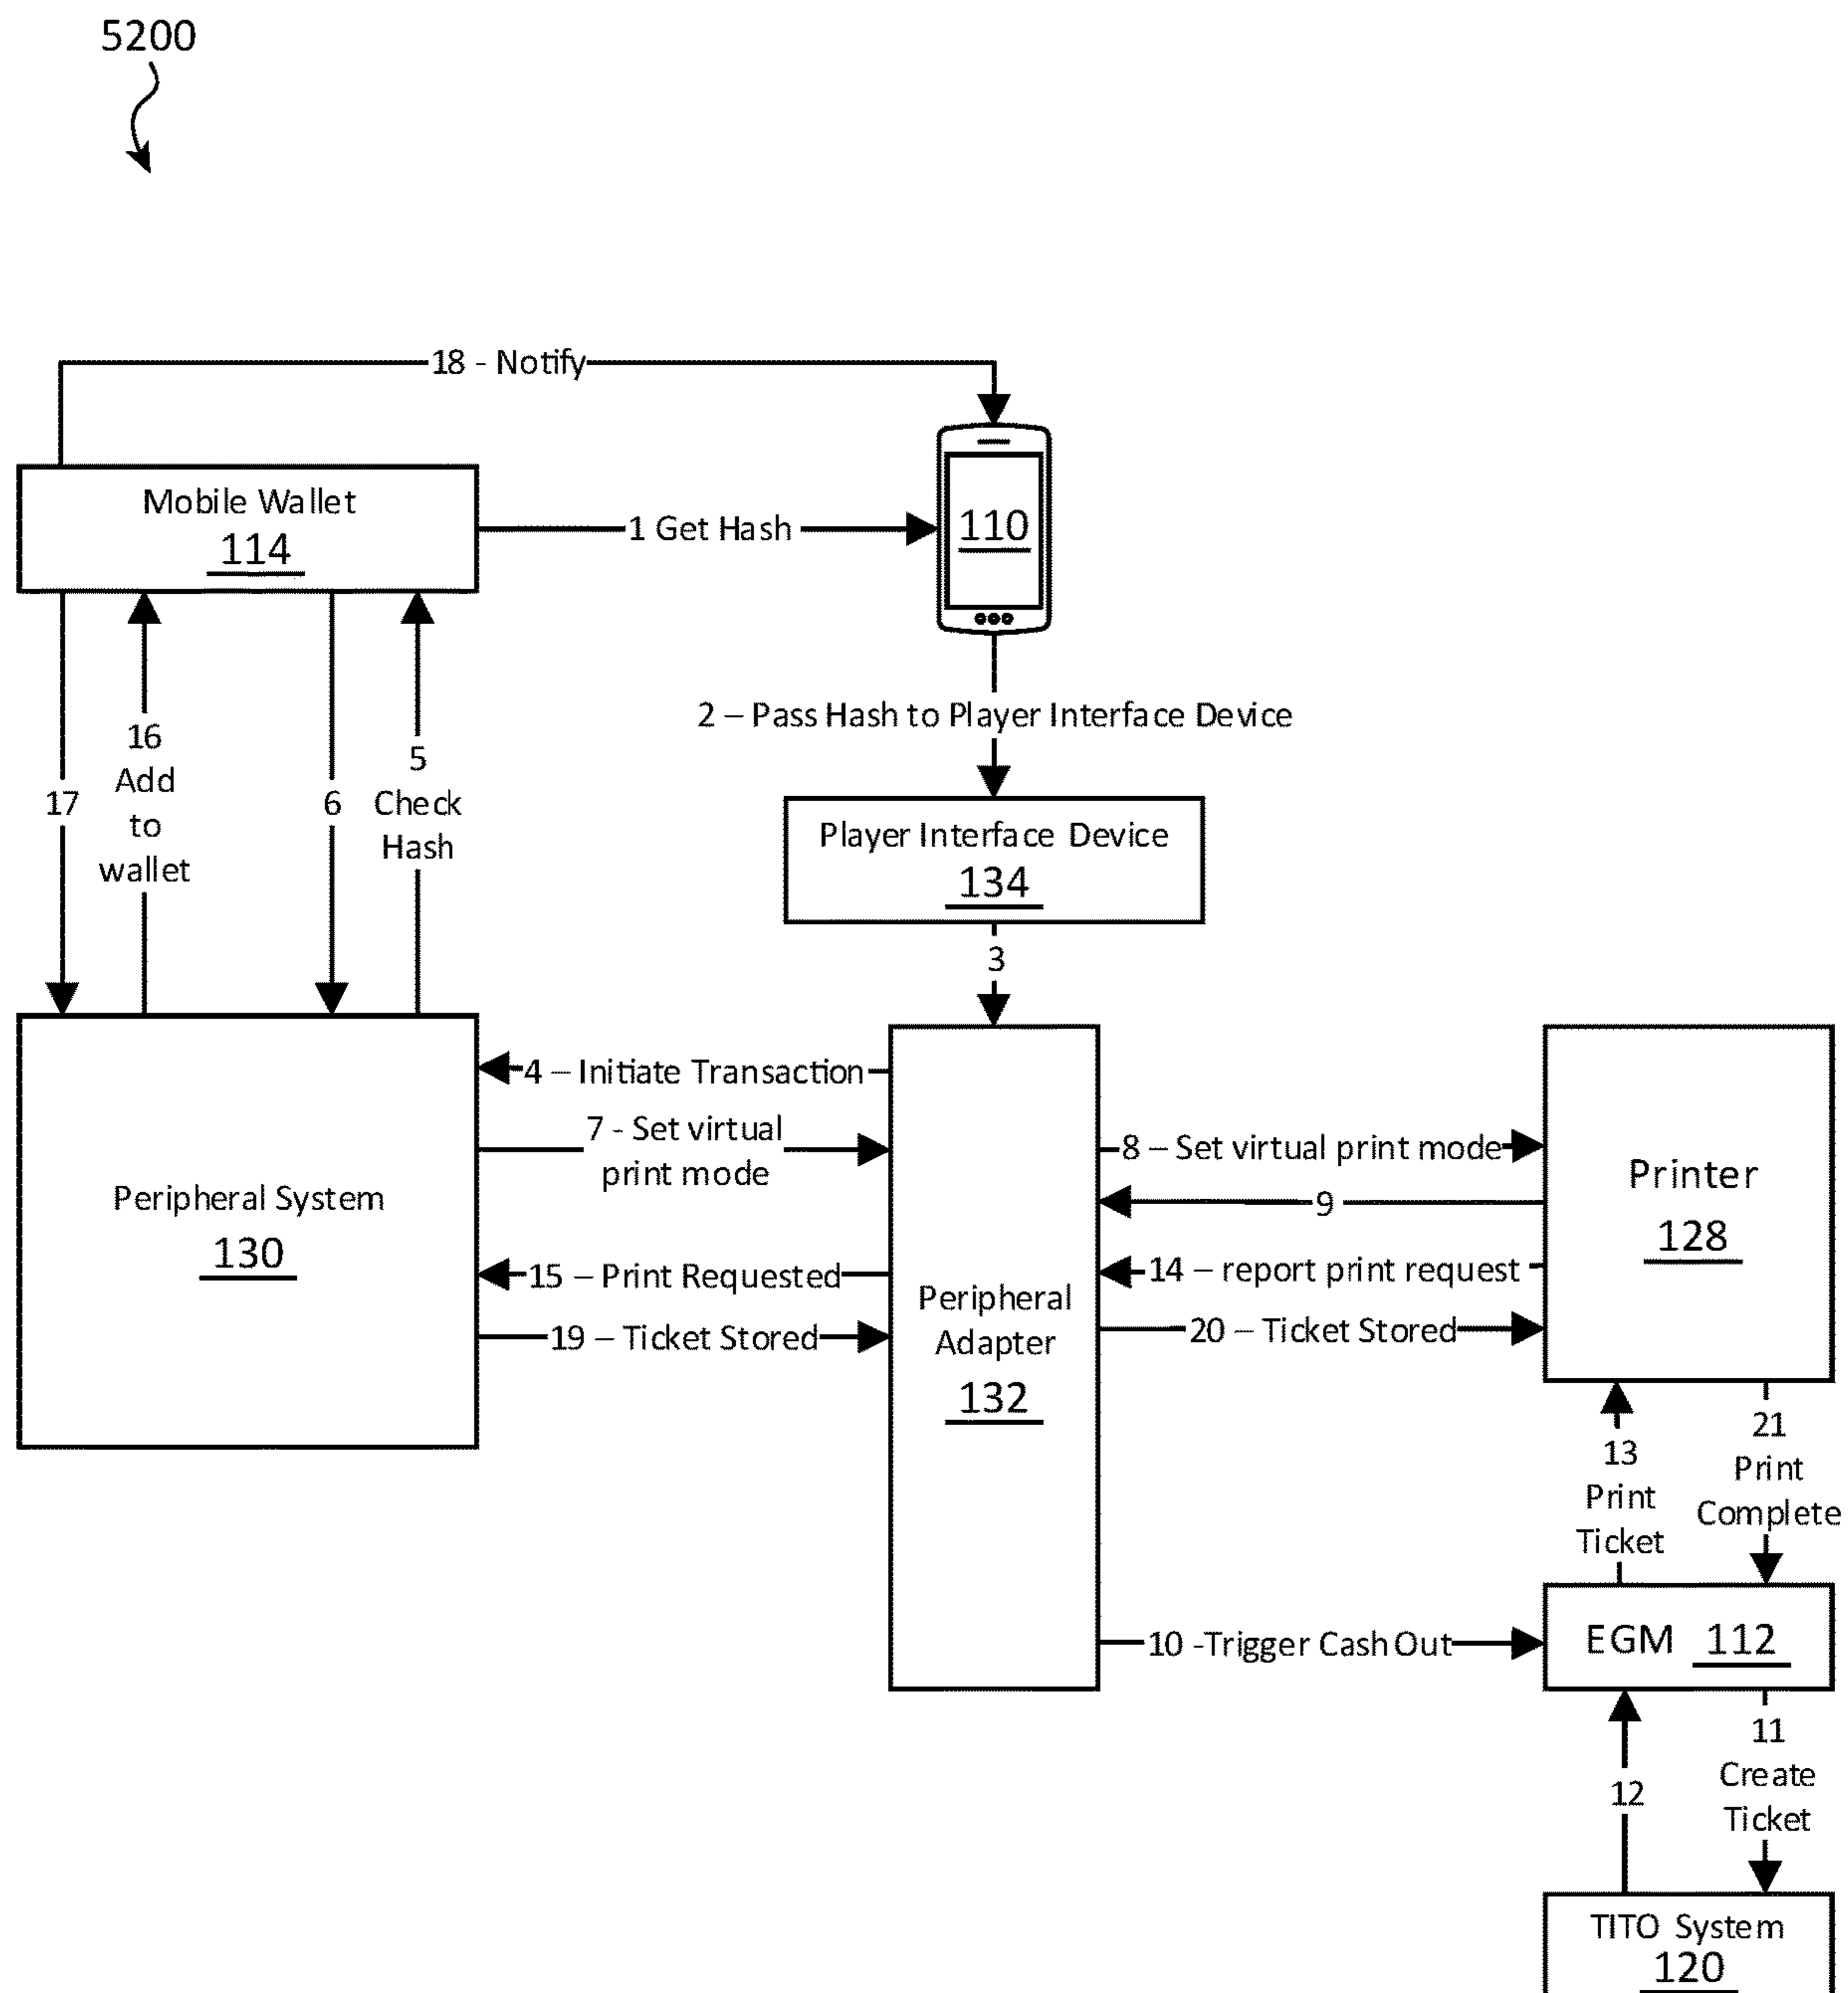 5200
18 - Notify
Mobile Wallet
114
1 Get Hash
110
2 – Pass Hash to Player Interface Device
17
16
Add
to
wallet
6
5
Check
Hash
Player Interface Device
134
3
4 – Initiate Transaction
7 - Set virtual
print mode
8 – Set virtual print mode
9
Peripheral System
130
Printer
128
15 – Print Requested
14 – report print request
Peripheral
Adapter
132
19 – Ticket Stored
20 – Ticket Stored
13
Print
Ticket
21
Print
Complete
10 -Trigger Cash Out
EGM 112
12
11
Create
Ticket
TITO System
120